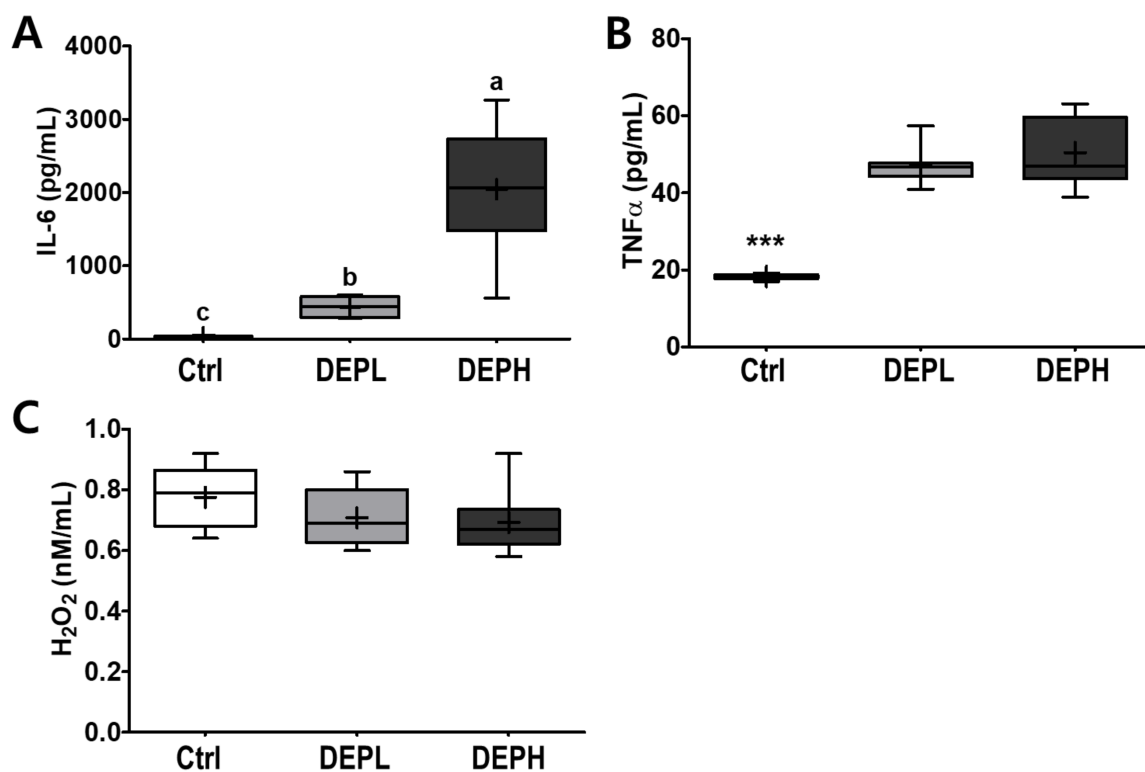 A
IL-6 (pg/mL)
4000
3000
2000
1000
0
c
b
a
Ctrl
DEPL
DEPH
B
TNFα (pg/mL)
80
60
40
20
0
***
Ctrl
DEPL
DEPH
C
H₂O₂ (nM/mL)
1.0
0.8
0.6
0.4
0.2
0.0
Ctrl
DEPL
DEPH